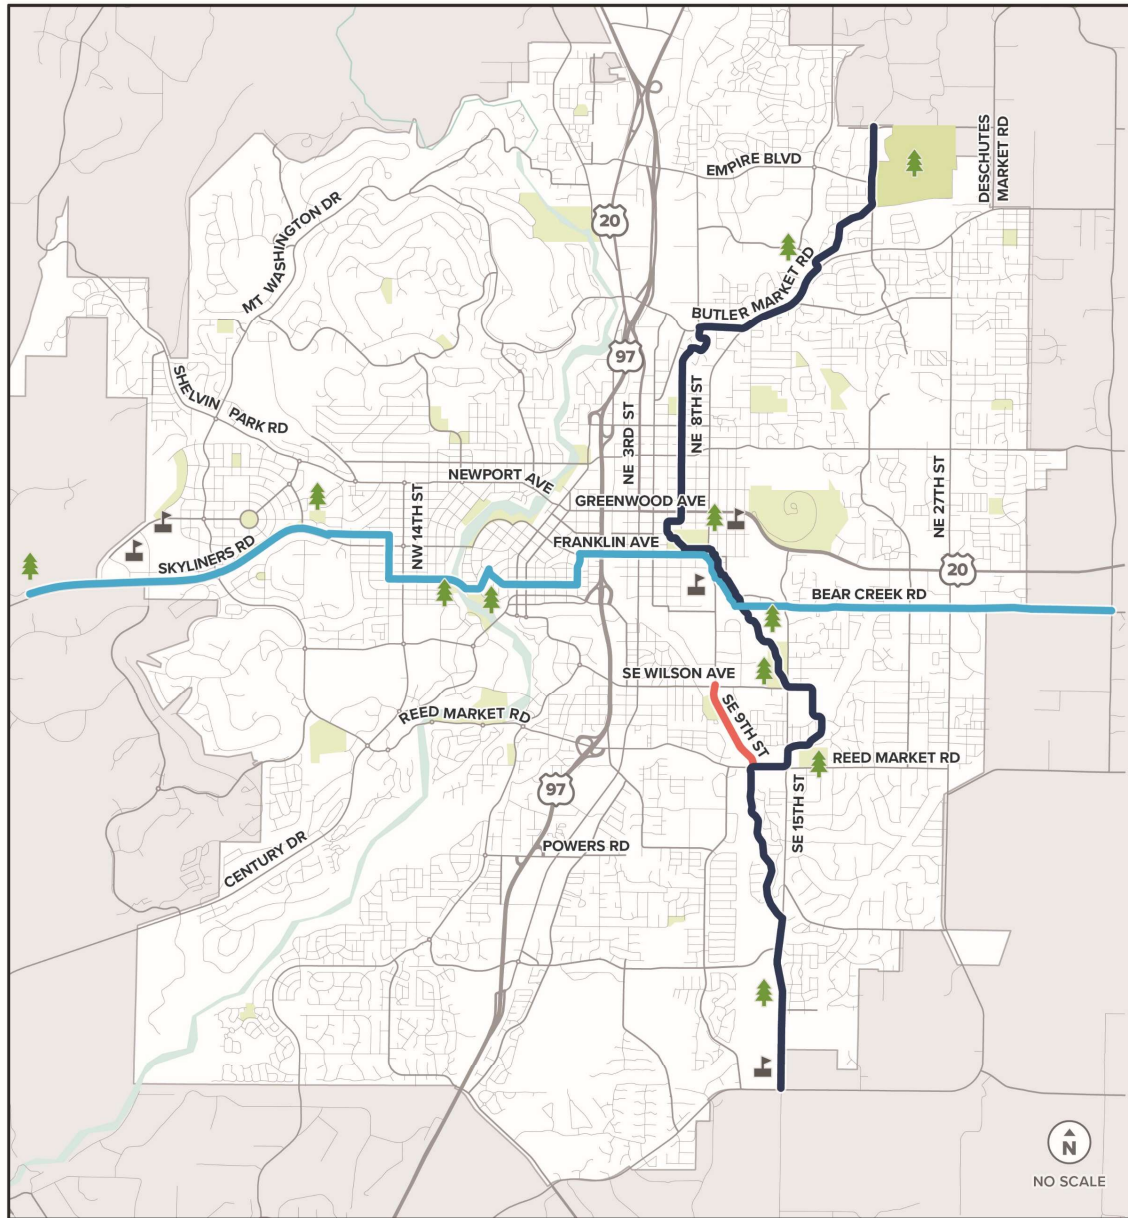 DESCHUTES
MARKET RD
EMPIRE BLVD
20
MT WASHINGTON DR
BUTLER MARKET RD
97
SHELVIN PARK RD
NE 3RD ST
NE 8TH ST
NEWPORT AVE
GREENWOOD AVE
NW 14TH ST
NE 27TH ST
FRANKLIN AVE
SKYLINERS RD
20
BEAR CREEK RD
SE WILSON AVE
REED MARKET RD
SE 9TH ST
REED MARKET RD
97
SE 15TH ST
CENTURY DR
POWERS RD
N
NO SCALE